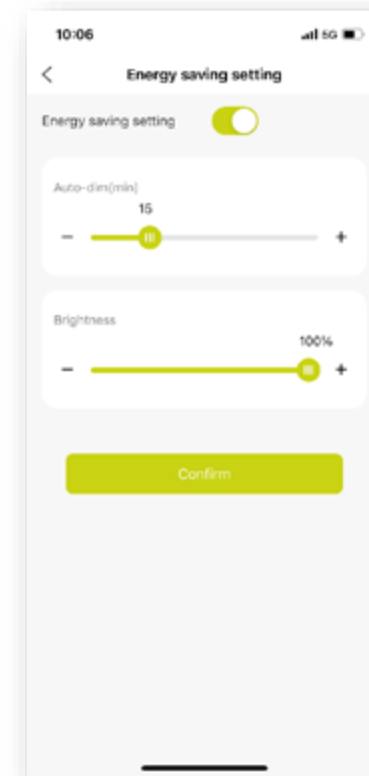 10:06 5G
Energy saving setting
Energy saving setting
Auto-dim(min)
15
− +
Brightness
100%
− +
Confirm